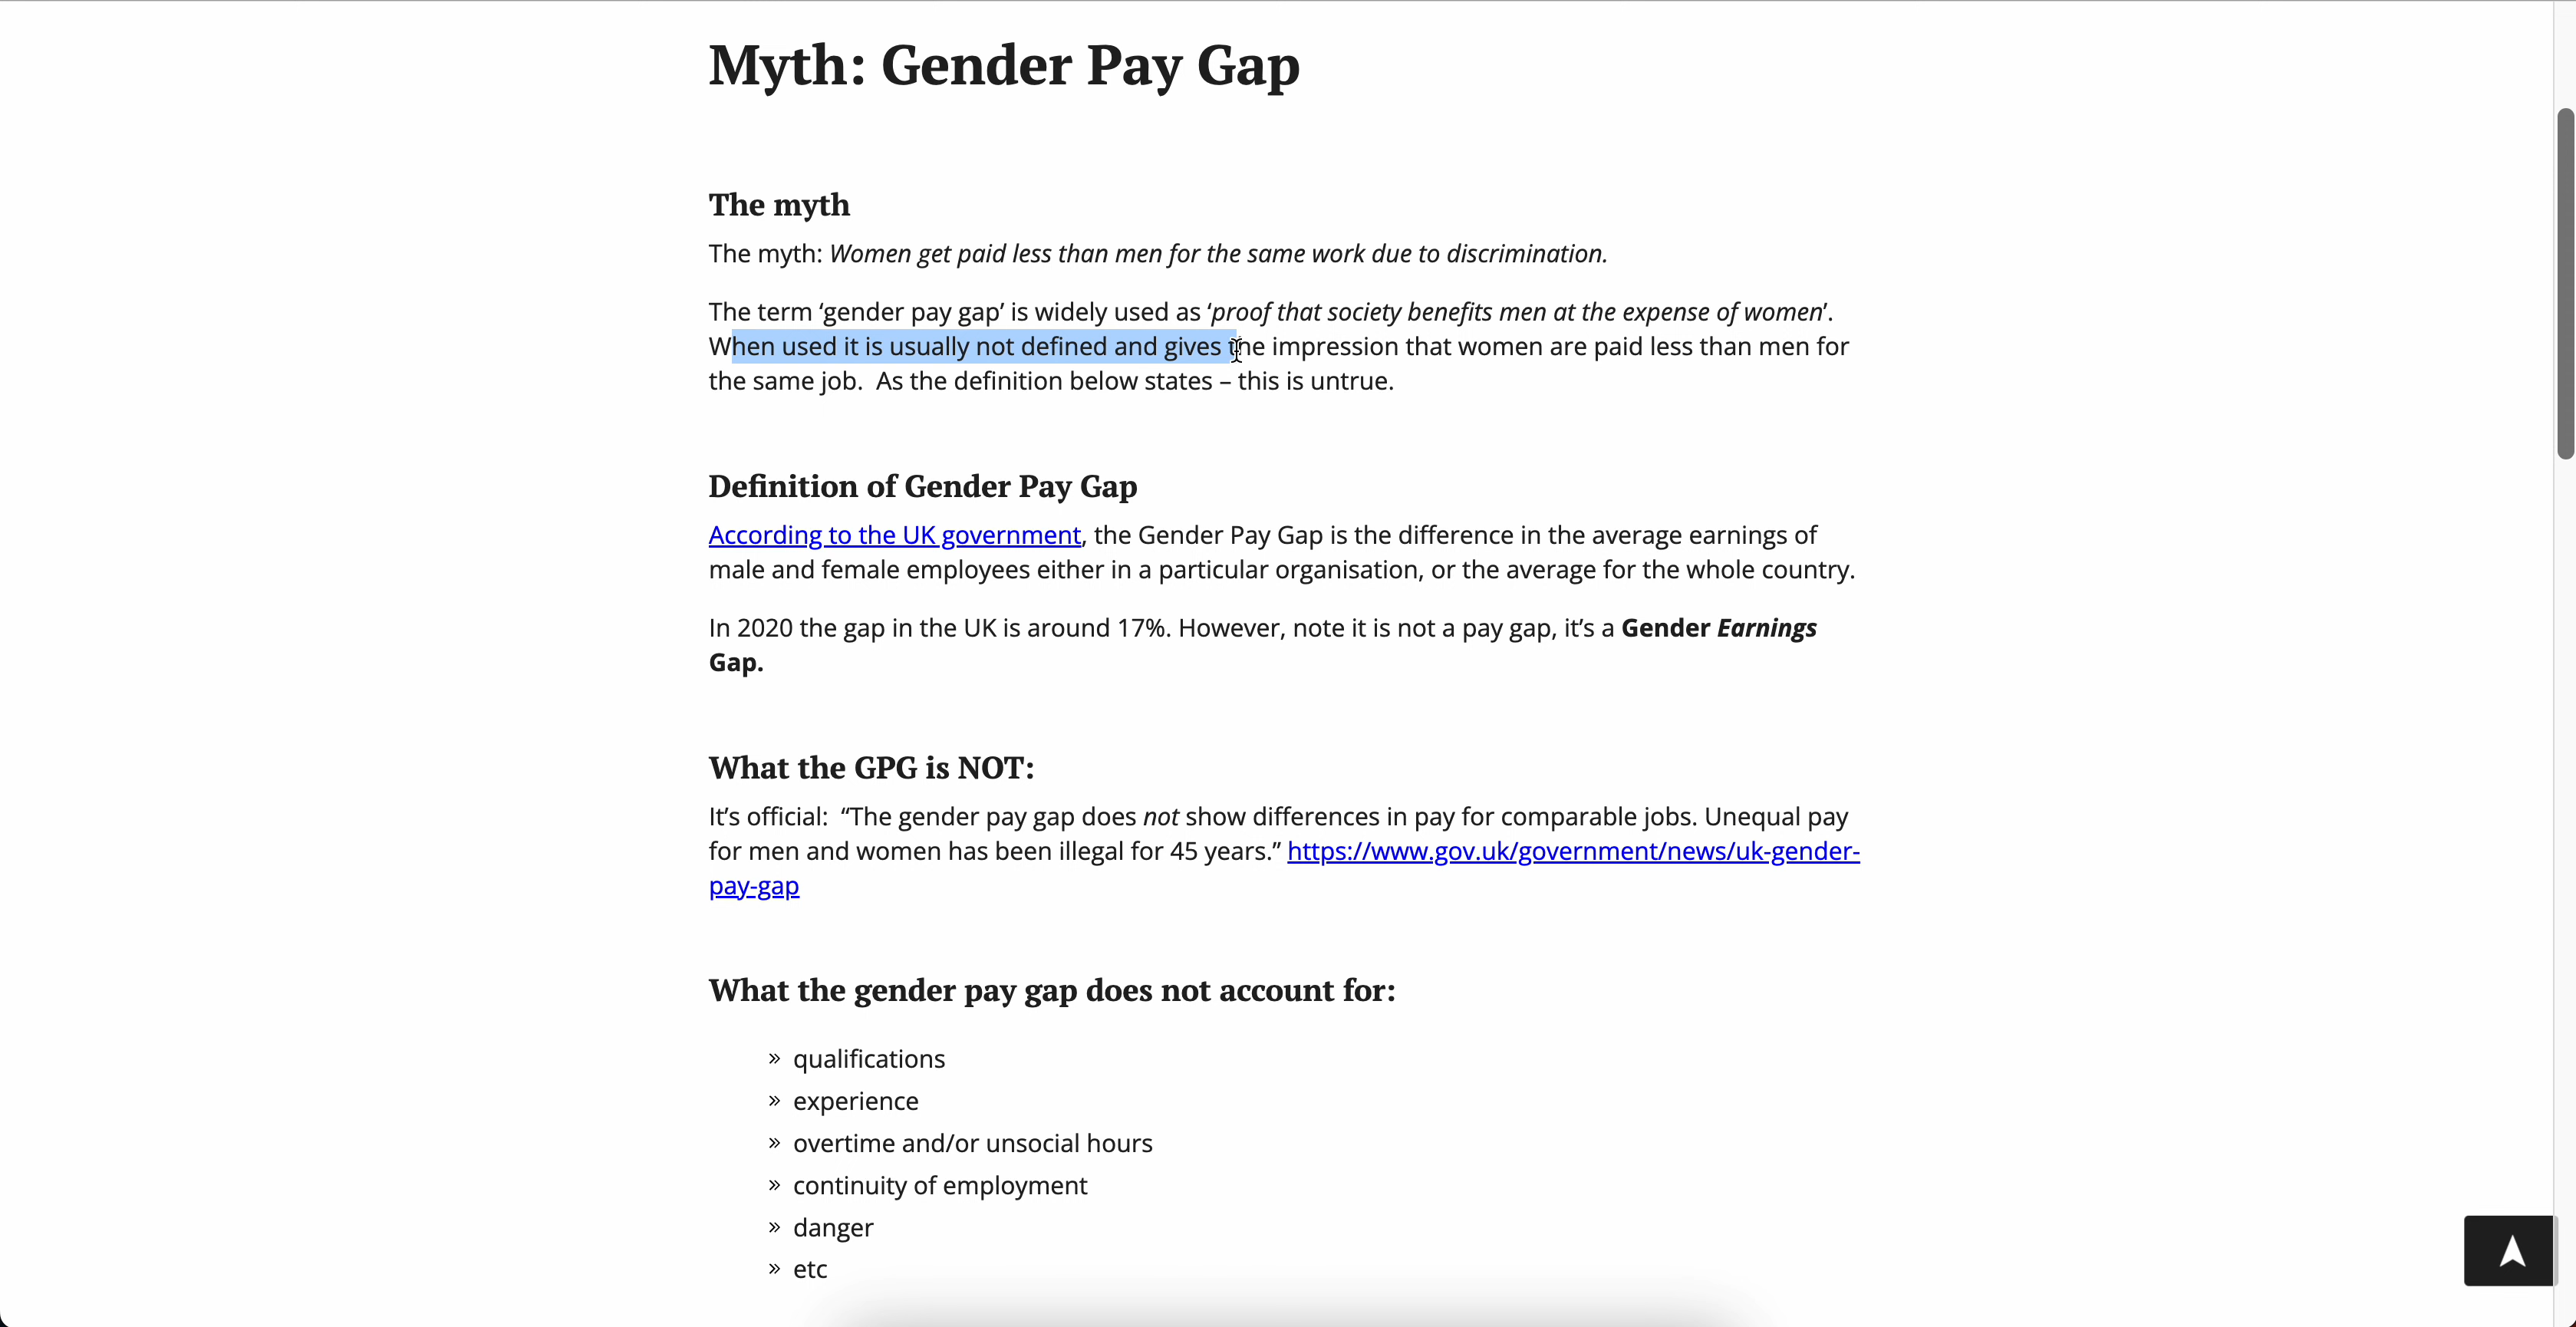 Myth: Gender Pay Gap
The myth
The myth: Women get paid less than men for the same work due to discrimination.
The term ‘gender pay gap’ is widely used as ‘proof that society benefits men at the expense of women’.
When used it is usually not defined and gives the impression that women are paid less than men for
the same job.  As the definition below states – this is untrue.
Definition of Gender Pay Gap
According to the UK government, the Gender Pay Gap is the difference in the average earnings of
male and female employees either in a particular organisation, or the average for the whole country.
In 2020 the gap in the UK is around 17%. However, note it is not a pay gap, it’s a Gender Earnings
Gap.
What the GPG is NOT:
It’s official:  “The gender pay gap does not show differences in pay for comparable jobs. Unequal pay
for men and women has been illegal for 45 years.” https://www.gov.uk/government/news/uk-gender-
pay-gap
What the gender pay gap does not account for:
» qualifications
» experience
» overtime and/or unsocial hours
» continuity of employment
» danger
» etc